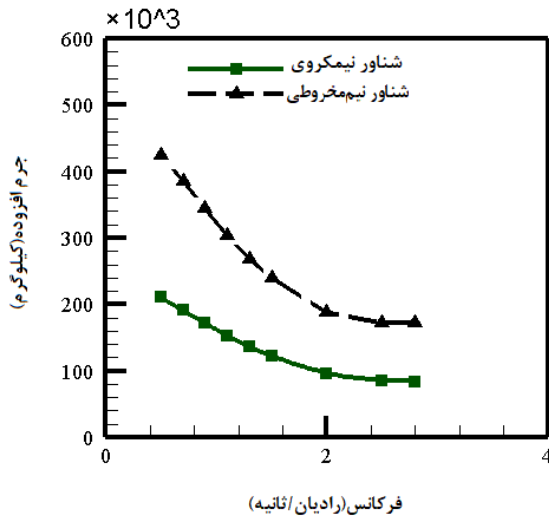 × 10^3
600
500
400
300
200
100
0
0
2
4
شناور نیمکروی
شناور نیم‌مخروطی
جرم افزوده(کیلوگرم)
فرکانس(رادیان/ثانیه)